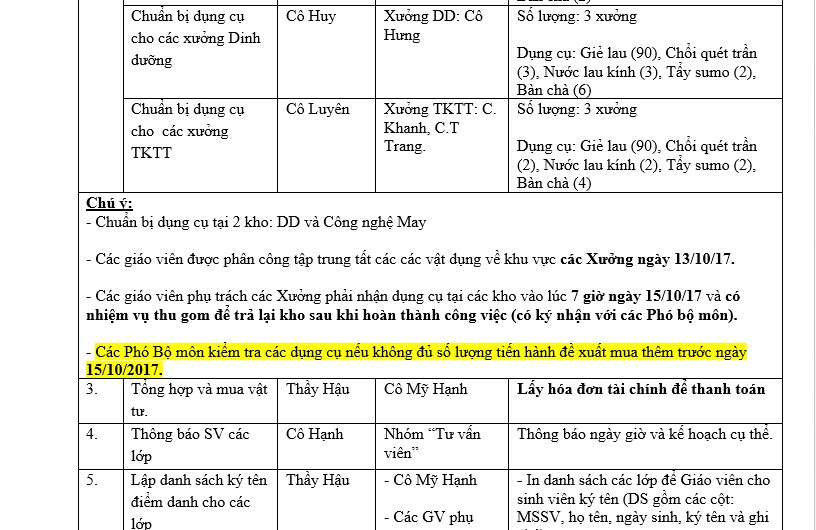 Chuẩn bị dụng cụ cho các xưởng Dinh dưỡng
Cô Huy
Xưởng DD: Cô Hưng
Số lượng: 3 xưởng
Dụng cụ: Giẻ lau (90), Chổi quét trần (3), Nước lau kính (3), Tẩy sumo (2), Bàn chà (6)
Chuẩn bị dụng cụ cho các xưởng TKTT
Cô Luyên
Xưởng TKTT: C. Khanh, C.T Trang.
Số lượng: 3 xưởng
Dụng cụ: Giẻ lau (90), Chổi quét trần (2), Nước lau kính (2), Tẩy sumo (2), Bàn chà (4)
Chú ý:
- Chuẩn bị dụng cụ tại 2 kho: DD và Công nghệ May
- Các giáo viên được phân công tập trung tất các các vật dụng về khu vực các Xưởng ngày 13/10/17.
- Các giáo viên phụ trách các Xưởng phải nhận dụng cụ tại các kho vào lúc 7 giờ ngày 15/10/17 và có
nhiệm vụ thu gom để trả lại kho sau khi hoàn thành công việc (có ký nhận với các Phó bộ môn).
- Các Phó Bộ môn kiểm tra các dụng cụ nếu không đủ số lượng tiến hành đề xuất mua thêm trước ngày
15/10/2017.
3.
Tổng hợp và mua vật tư.
Thầy Hậu
Cô Mỹ Hạnh
Lấy hóa đơn tài chính để thanh toán
4.
Thông báo SV các lớp
Cô Hạnh
Nhóm “Tư vấn viên”
Thông báo ngày giờ và kế hoạch cụ thể.
5.
Lập danh sách ký tên điểm danh cho các lớp
Thầy Hậu
- Cô Mỹ Hạnh
- Các GV phụ
- In danh sách các lớp để Giáo viên cho sinh viên ký tên (DS gồm các cột: MSSV, họ tên, ngày sinh, ký tên và ghi